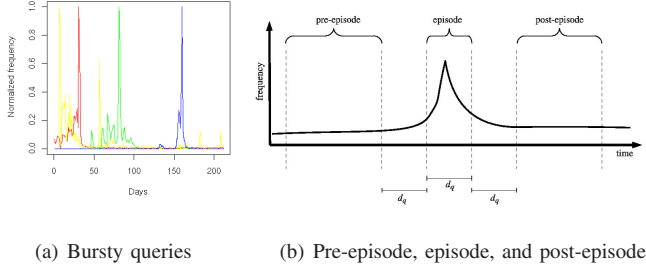 Normalized frequency
1.0
0.8
0.6
0.4
0.2
0.0
0 50 100 150 200
Days
pre-episode episode post-episode
frequency
time
d_q
d_q d_q
(a) Bursty queries (b) Pre-episode, episode, and post-episode